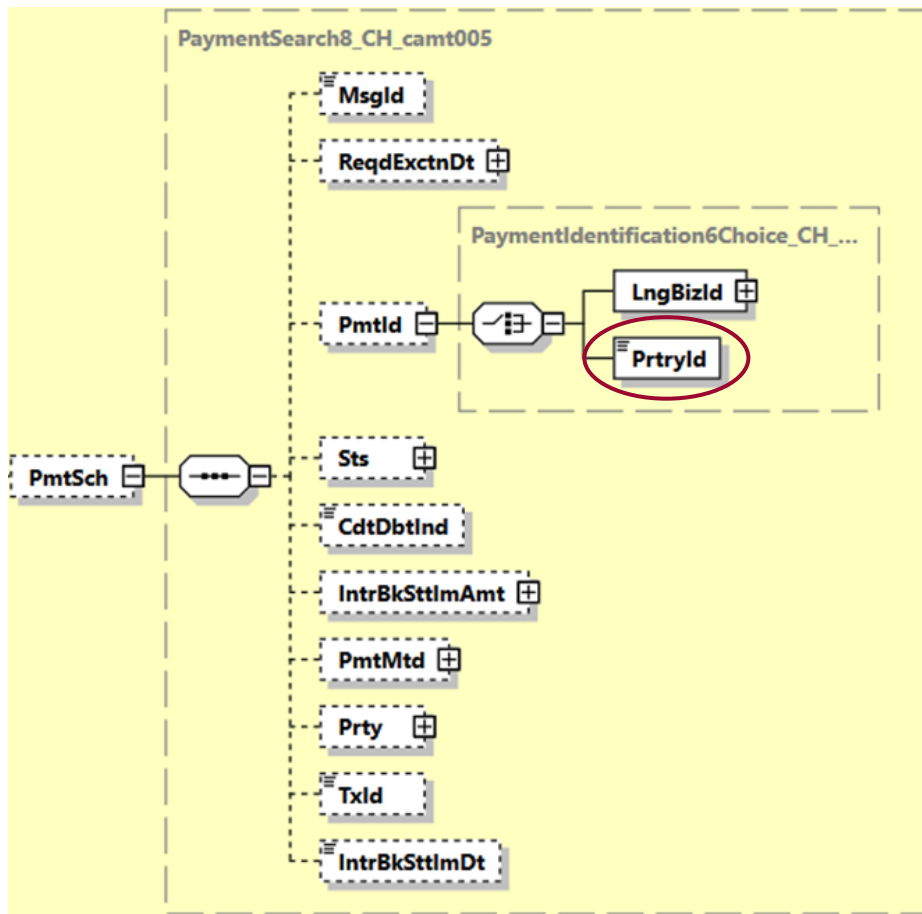 PaymentSearch8_CH_camt005
MsgId
ReqdExctnDt
PaymentIdentification6Choice_CH_...
LngBizId
PmtId
PrtryId
Sts
PmtSch
CdtDbtInd
IntrBkSttlmAmt
PmtMtd
Prty
TxId
IntrBkSttlmDt